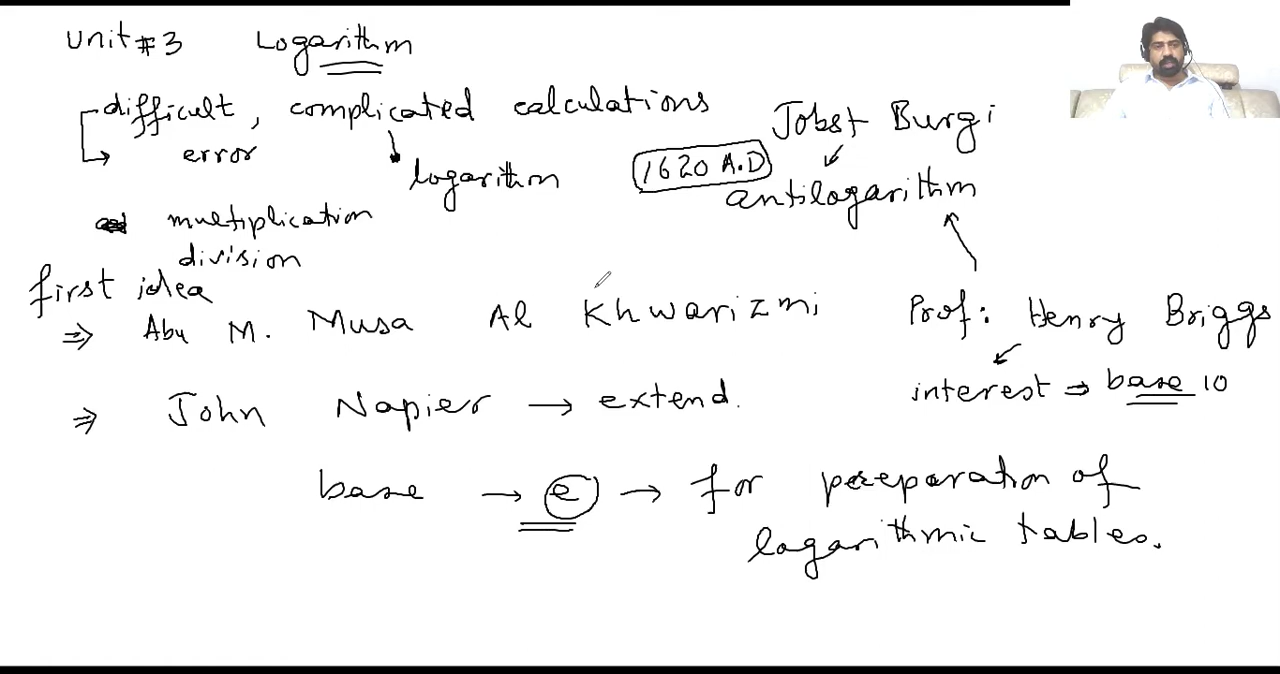 Unit # 3 Logarithm
difficult, complicated calculations
error
logarithm
multiplication
division
Jobst Burgi
1620 A.D
antilogarithm
first idea
⇒ Abu M. Musa Al Khwarizmi
Prof: Henry Briggs
interest ⇒ base 10
⇒ John Napier → extend.
base → e → for preparation of
logarithmic tables.